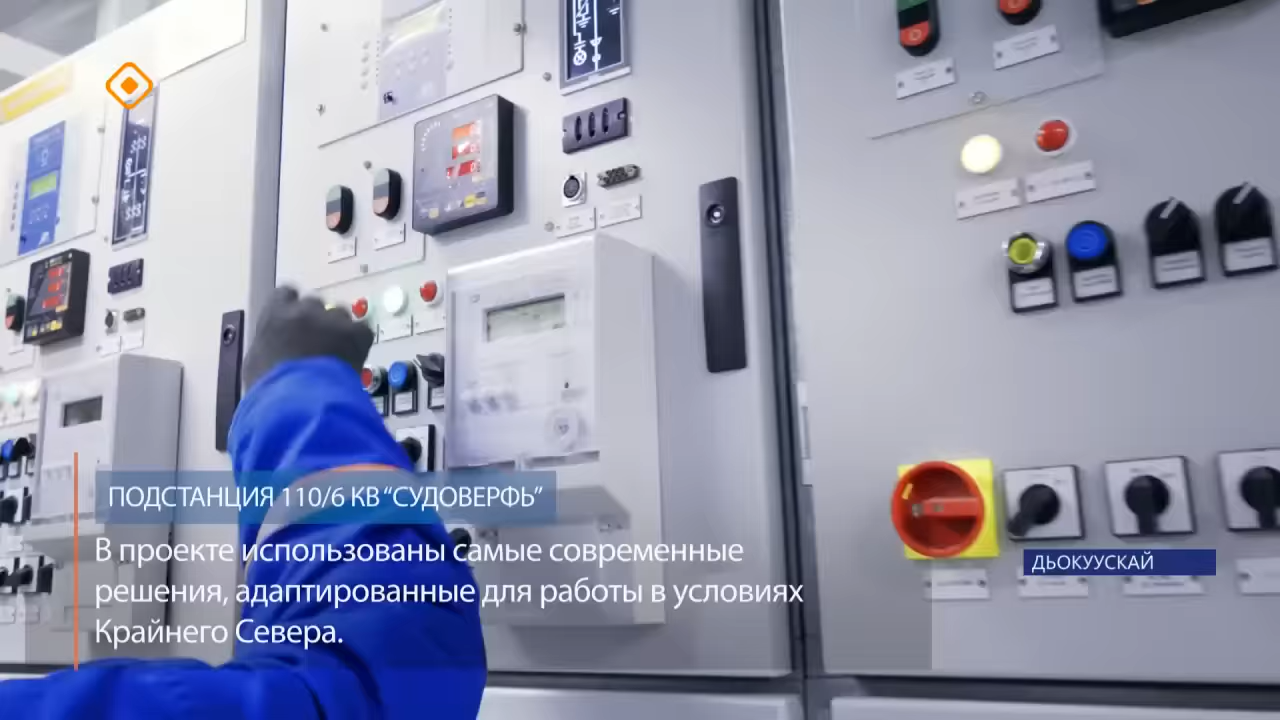 ПОДСТАНЦИЯ 110/6 КВ “СУДОВЕРФЬ”
В проекте использованы самые современные
решения, адаптированные для работы в условиях
Крайнего Севера.
ДЬОКУУСКАЙ